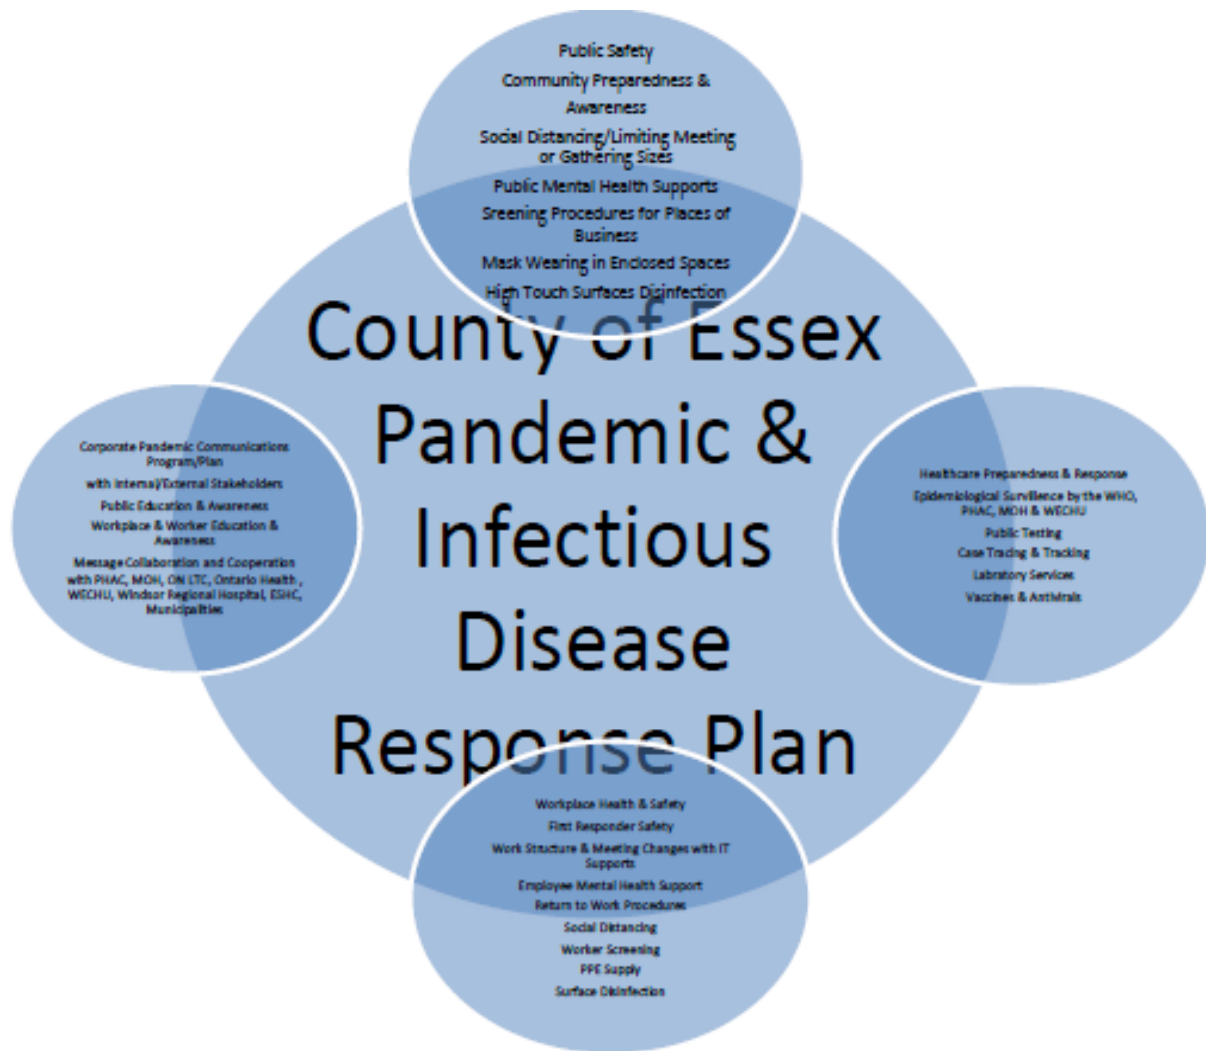 Public Safety
Community Preparedness &
Awareness
Social Distancing/Limiting Meeting
or Gathering Sizes
Public Mental Health Supports
Sreening Procedures for Places of
Business
Mask Wearing in Enclosed Spaces
High Touch Surfaces Disinfection
County of Essex
Pandemic &
Infectious
Disease
Response Plan
Corporate Pandemic Communications
Program/Plan
with Internal/External Stakeholders
Public Education & Awareness
Workplace & Worker Education &
Awareness
Message Collaboration and Cooperation
with PHAC, MOH, ON LTC, Ontario Health ,
WECHU, Windsor Regional Hospital, ESHC,
Municipalities
Healthcare Preparedness & Response
Epidemiological Survillence by the WHO,
PHAC, MOH & WECHU
Public Testing
Case Tracing & Tracking
Labratory Services
Vaccines & Antivirals
Workplace Health & Safety
First Responder Safety
Work Structure & Meeting Changes with IT
Supports
Employee Mental Health Support
Return to Work Procedures
Social Distancing
Worker Screening
PPE Supply
Surface Disinfection